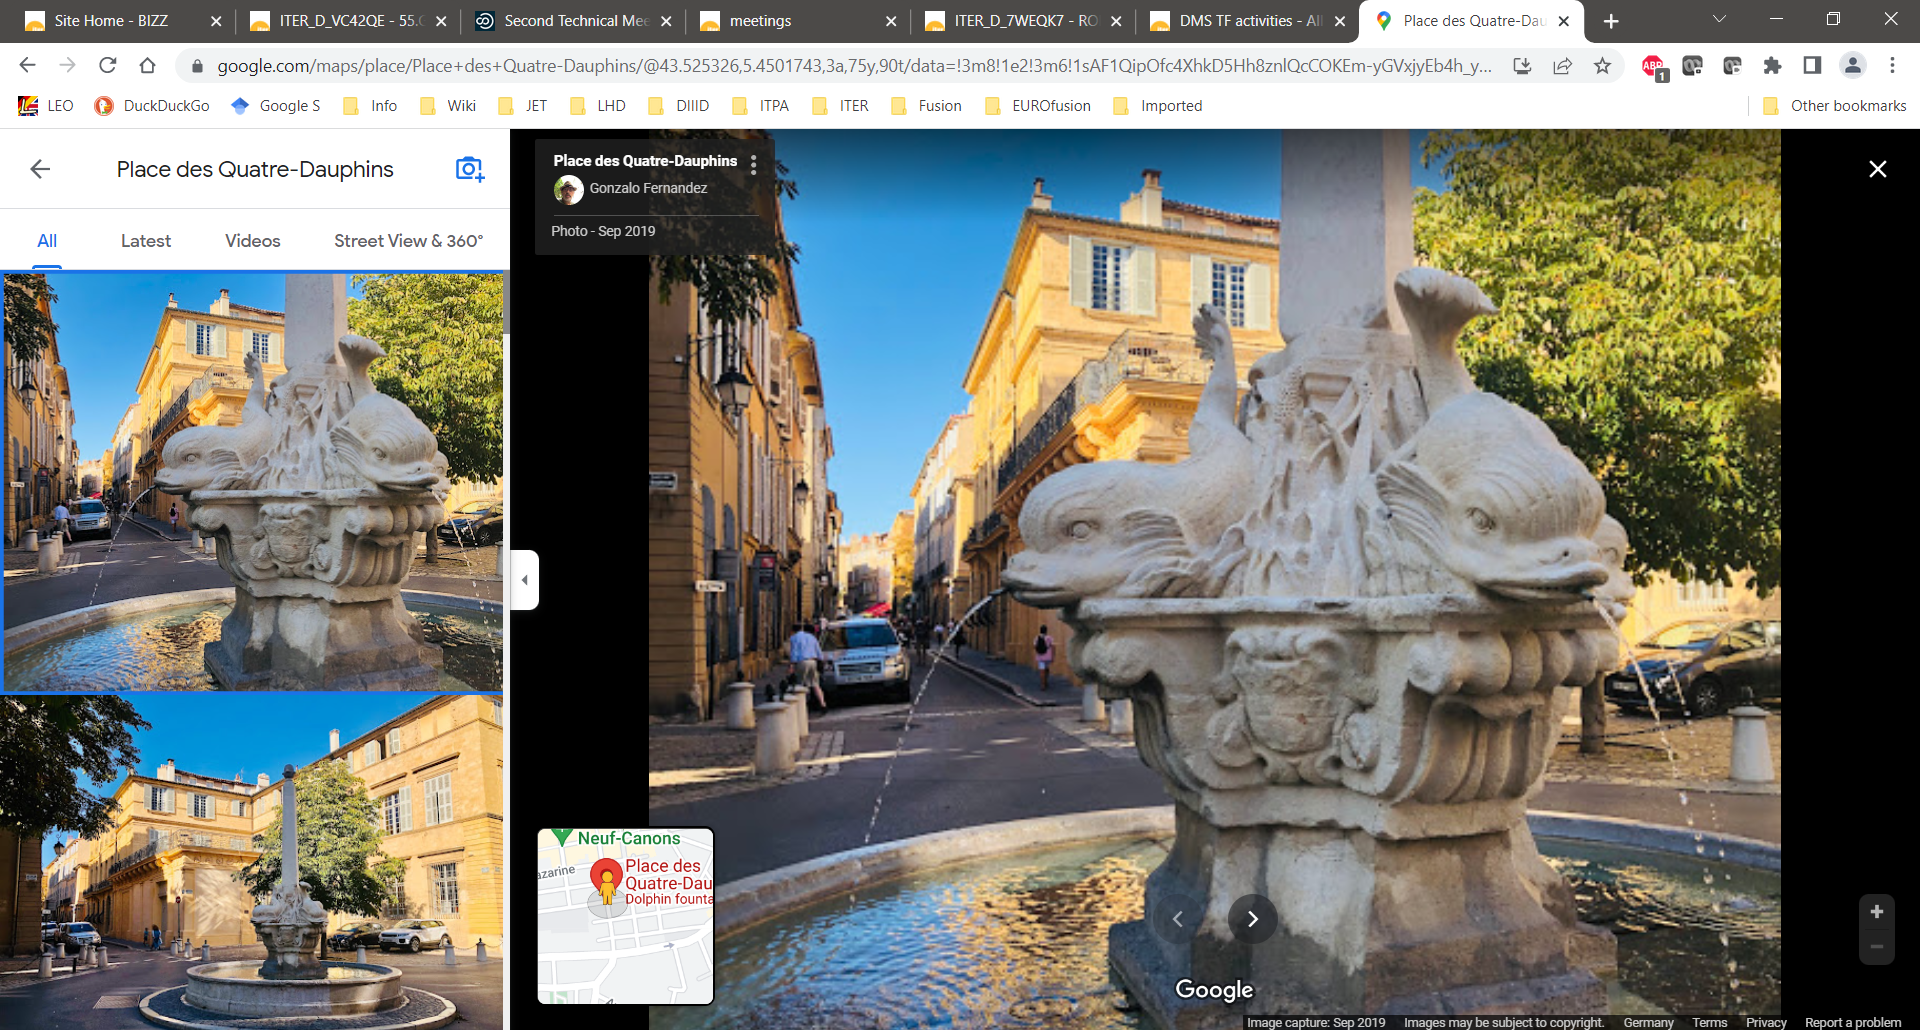 Site Home - BIZZ
ITER_D_VC42QE - 55.
Second Technical Mee
meetings
ITER_D_7WEQK7 - RO
DMS TF activities - All
Place des Quatre-Dau
google.com/maps/place/Place+des+Quatre-Dauphins/@43.525326,5.4501743,3a,75y,90t/data=!3m8!1e2!3m6!1sAF1QipOfc4XhkD5Hh8znlQcCOKEm-yGVxjyEb4h_y...
ABP
1
LEO
DuckDuckGo
Google S
Info
Wiki
JET
LHD
DIIID
ITPA
ITER
Fusion
EUROfusion
Imported
Other bookmarks
Place des Quatre-Dauphins
All
Latest
Videos
Street View & 360°
Place des Quatre-Dauphins
Gonzalo Fernandez
Photo - Sep 2019
Neuf-Canons
azarine
Place des
Quatre-Dau
Dolphin founta
Google
Image capture: Sep 2019
Images may be subject to copyright.
Germany
Terms
Privacy
Report a problem